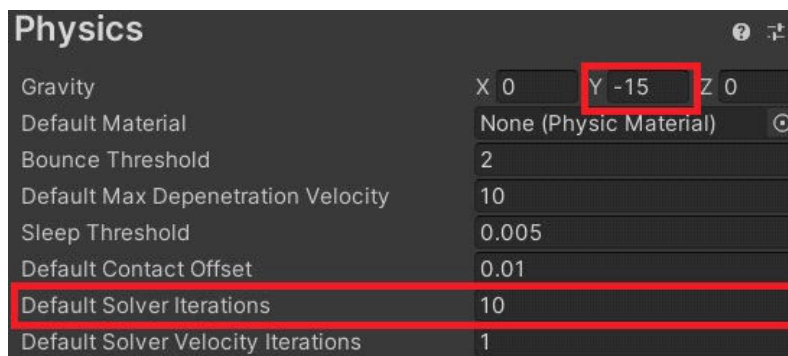 Physics
Gravity X 0 Y -15 Z 0
Default Material None (Physic Material)
Bounce Threshold 2
Default Max Depenetration Velocity 10
Sleep Threshold 0.005
Default Contact Offset 0.01
Default Solver Iterations 10
Default Solver Velocity Iterations 1